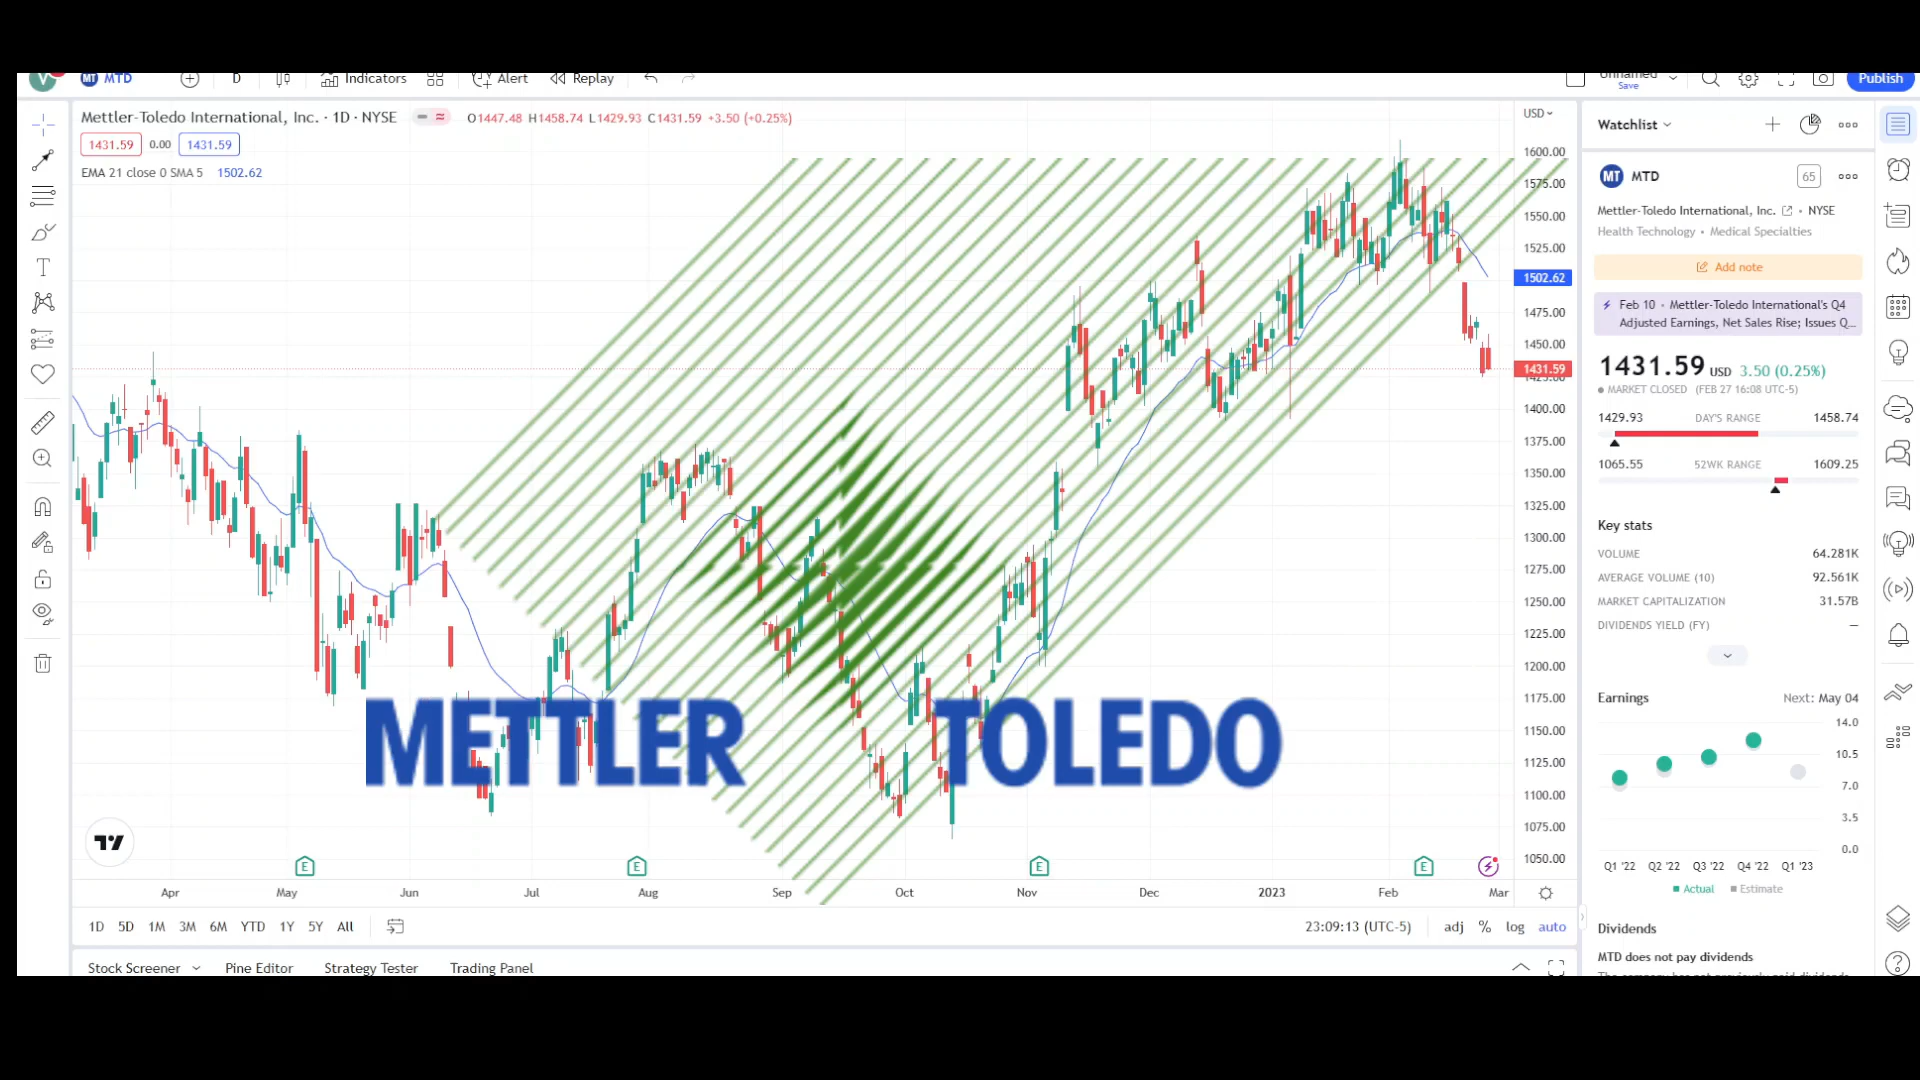 V MT MTD D Indicators Alert Replay Unnamed Save Publish
Mettler-Toledo International, Inc. · 1D · NYSE O1447.48 H1458.74 L1429.93 C1431.59 +3.50 (+0.25%)
USD
1431.59 0.00 1431.59
EMA 21 close 0 SMA 5 1502.62
1600.00
1575.00
1550.00
1525.00
1502.62
1475.00
1450.00
1431.59
1425.00
1400.00
1375.00
1350.00
1325.00
1300.00
1275.00
1250.00
1225.00
1200.00
1175.00
1150.00
1125.00
1100.00
1075.00
1050.00
METTLER TOLEDO
E E E E
Apr May Jun Jul Aug Sep Oct Nov Dec 2023 Feb Mar
1D 5D 1M 3M 6M YTD 1Y 5Y All 23:09:13 (UTC-5) adj % log auto
Stock Screener Pine Editor Strategy Tester Trading Panel
Watchlist
MT MTD 65
Mettler-Toledo International, Inc. • NYSE
Health Technology • Medical Specialties
Add note
Feb 10 • Mettler-Toledo International's Q4
Adjusted Earnings, Net Sales Rise; Issues Q...
1431.59 USD 3.50 (0.25%)
MARKET CLOSED (FEB 27 16:08 UTC-5)
1429.93 DAY'S RANGE 1458.74
1065.55 52WK RANGE 1609.25
Key stats
VOLUME 64.281K
AVERAGE VOLUME (10) 92.561K
MARKET CAPITALIZATION 31.57B
DIVIDENDS YIELD (FY) —
Earnings Next: May 04
14.0
10.5
7.0
3.5
0.0
Q1 '22 Q2 '22 Q3 '22 Q4 '22 Q1 '23
Actual Estimate
Dividends
MTD does not pay dividends